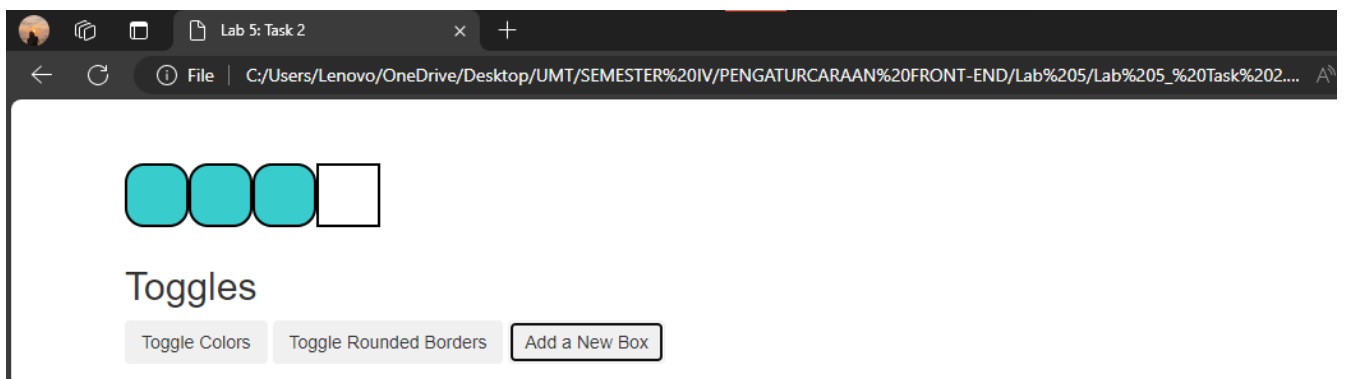 Lab 5: Task 2
File C:/Users/Lenovo/OneDrive/Desktop/UMT/SEMESTER%20IV/PENGATURCARAAN%20FRONT-END/Lab%205/Lab%205_%20Task%202....
Toggles
Toggle Colors Toggle Rounded Borders Add a New Box